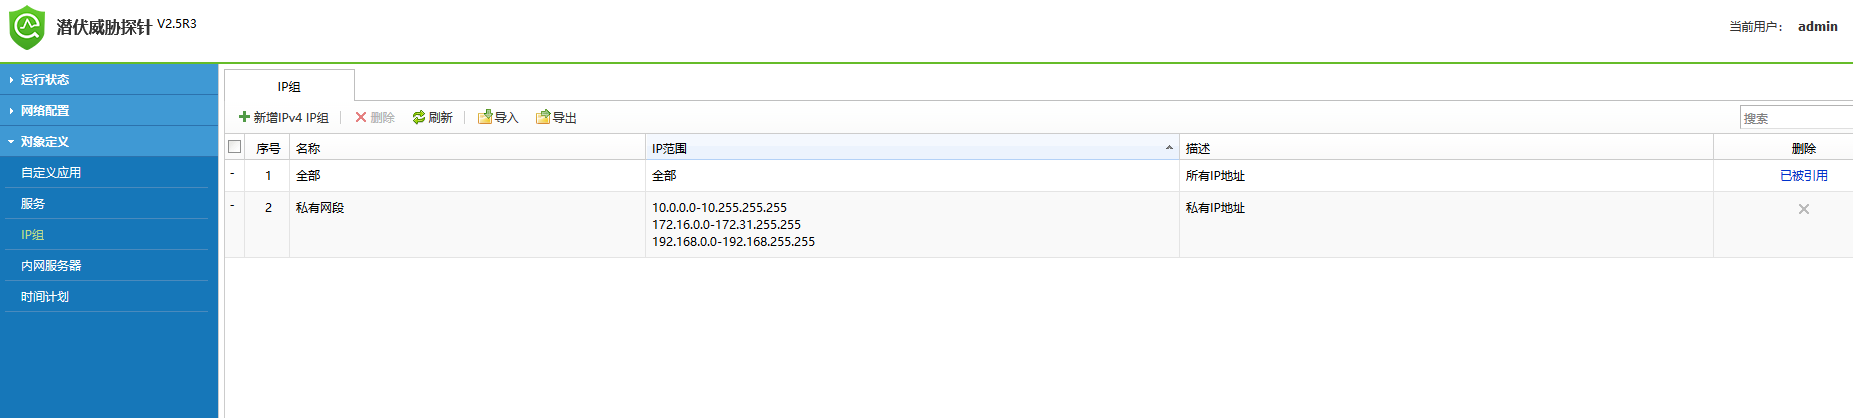 潜伏威胁探针 V2.5R3
当前用户： admin
运行状态
网络配置
对象定义
自定义应用
服务
IP组
内网服务器
时间计划
IP组
新增IPv4 IP组 删除 刷新 导入 导出
搜索
序号 名称 IP范围 描述 删除
- 1 全部 全部 所有IP地址 已被引用
- 2 私有网段 10.0.0.0-10.255.255.255 私有IP地址
172.16.0.0-172.31.255.255
192.168.0.0-192.168.255.255